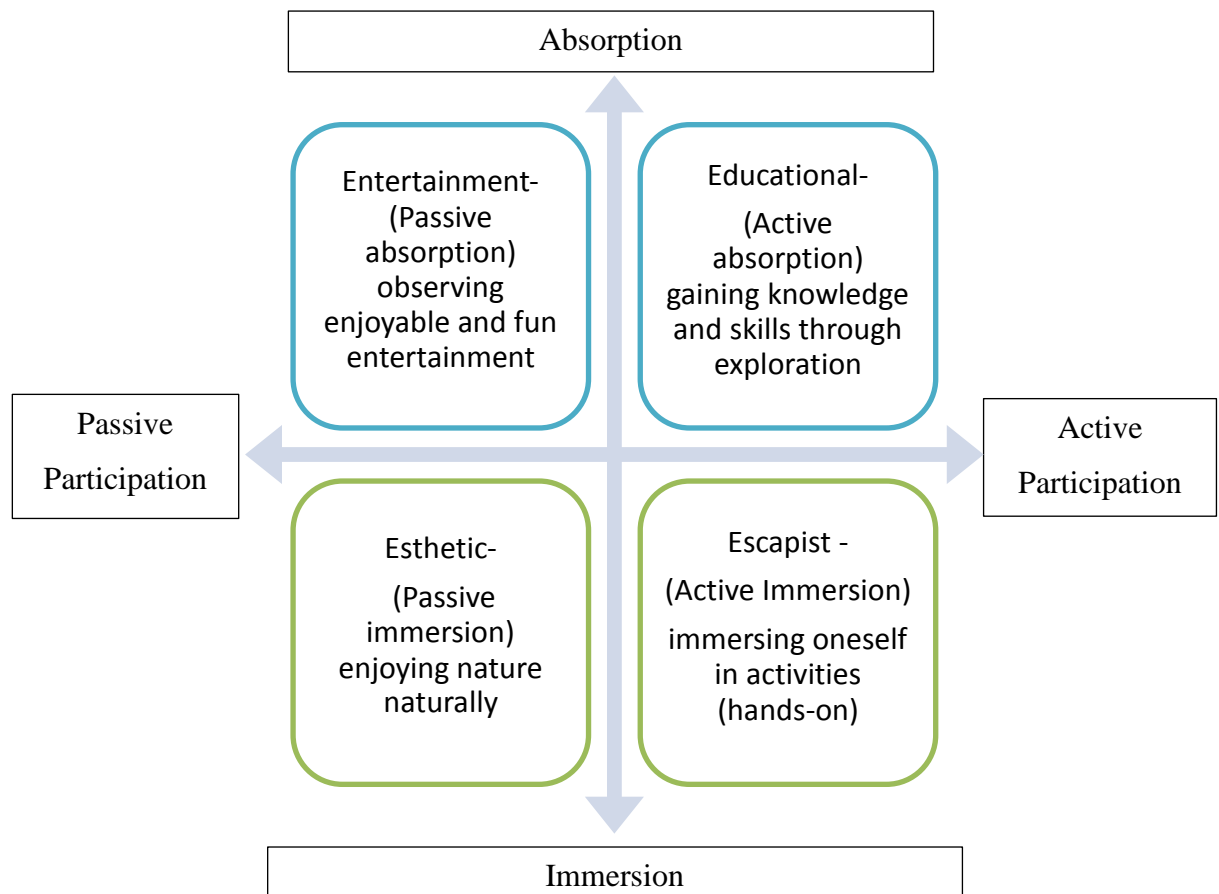 Absorption
Entertainment-
(Passive
absorption)
observing
enjoyable and fun
entertainment
Educational-
(Active
absorption)
gaining knowledge
and skills through
exploration
Passive
Participation
Active
Participation
Esthetic-
(Passive
immersion)
enjoying nature
naturally
Escapist -
(Active Immersion)
immersing oneself
in activities
(hands-on)
Immersion